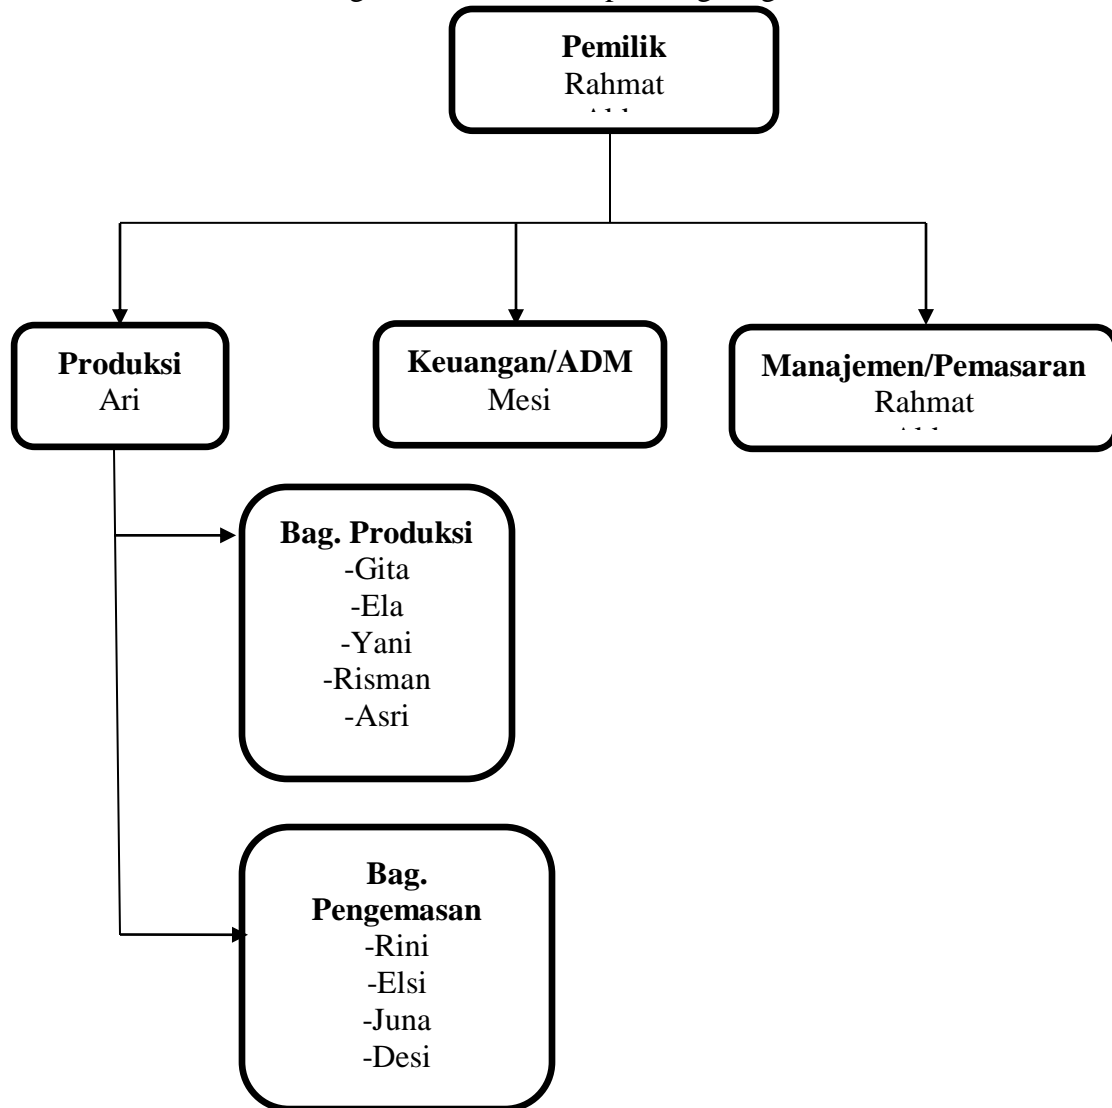 Pemilik
Rahmat
Produksi
Ari
Keuangan/ADM
Mesi
Manajemen/Pemasaran
Rahmat
Bag. Produksi
-Gita
-Ela
-Yani
-Risman
-Asri
Bag.
Pengemasan
-Rini
-Elsi
-Juna
-Desi